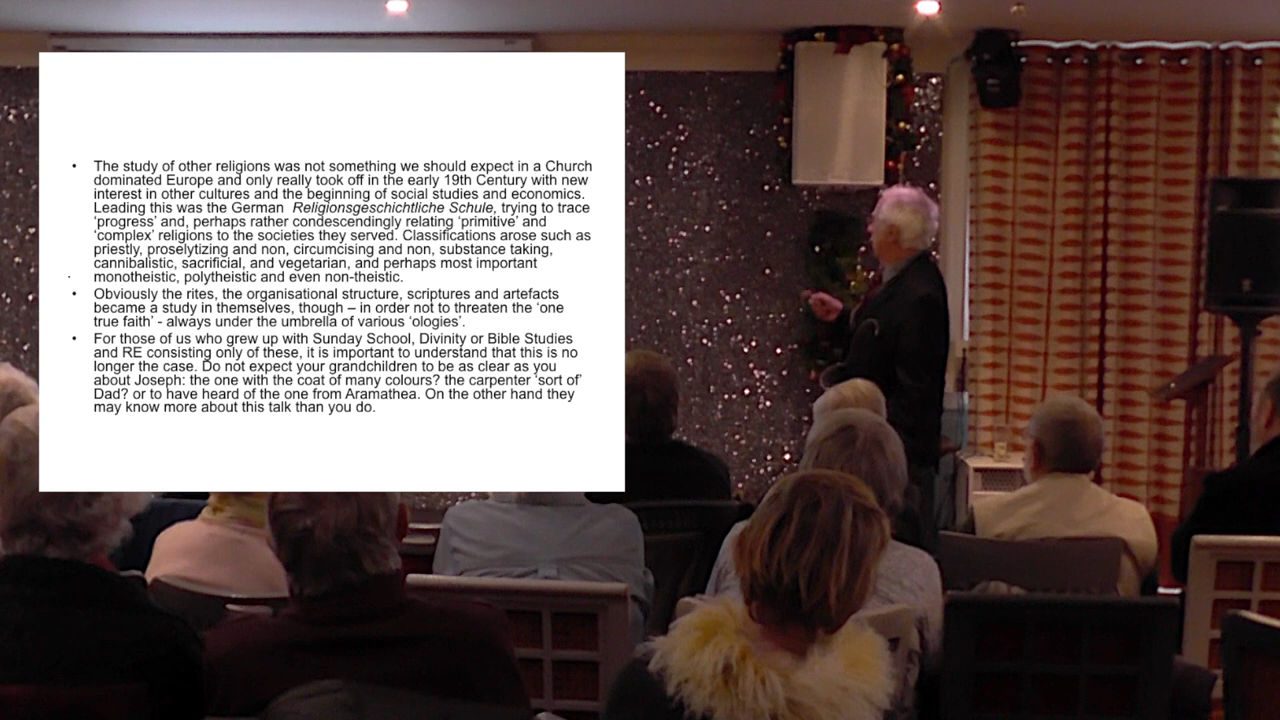 • The study of other religions was not something we should expect in a Church
dominated Europe and only really took off in the early 19th Century with new
interest in other cultures and the beginning of social studies and economics.
Leading this was the German Religionsgeschichtliche Schule, trying to trace
‘progress’ and, perhaps rather condescendingly relating ‘primitive’ and
‘complex’ religions to the societies they served. Classifications arose such as
priestly, proselytizing and non, circumcising and non, substance taking,
cannibalistic, sacrificial, and vegetarian, and perhaps most important
monotheistic, polytheistic and even non-theistic.
• Obviously the rites, the organisational structure, scriptures and artefacts
became a study in themselves, though – in order not to threaten the ‘one
true faith’ - always under the umbrella of various ‘ologies’.
• For those of us who grew up with Sunday School, Divinity or Bible Studies
and RE consisting only of these, it is important to understand that this is no
longer the case. Do not expect your grandchildren to be as clear as you
about Joseph: the one with the coat of many colours? the carpenter ‘sort of’
Dad? or to have heard of the one from Aramathea. On the other hand they
may know more about this talk than you do.